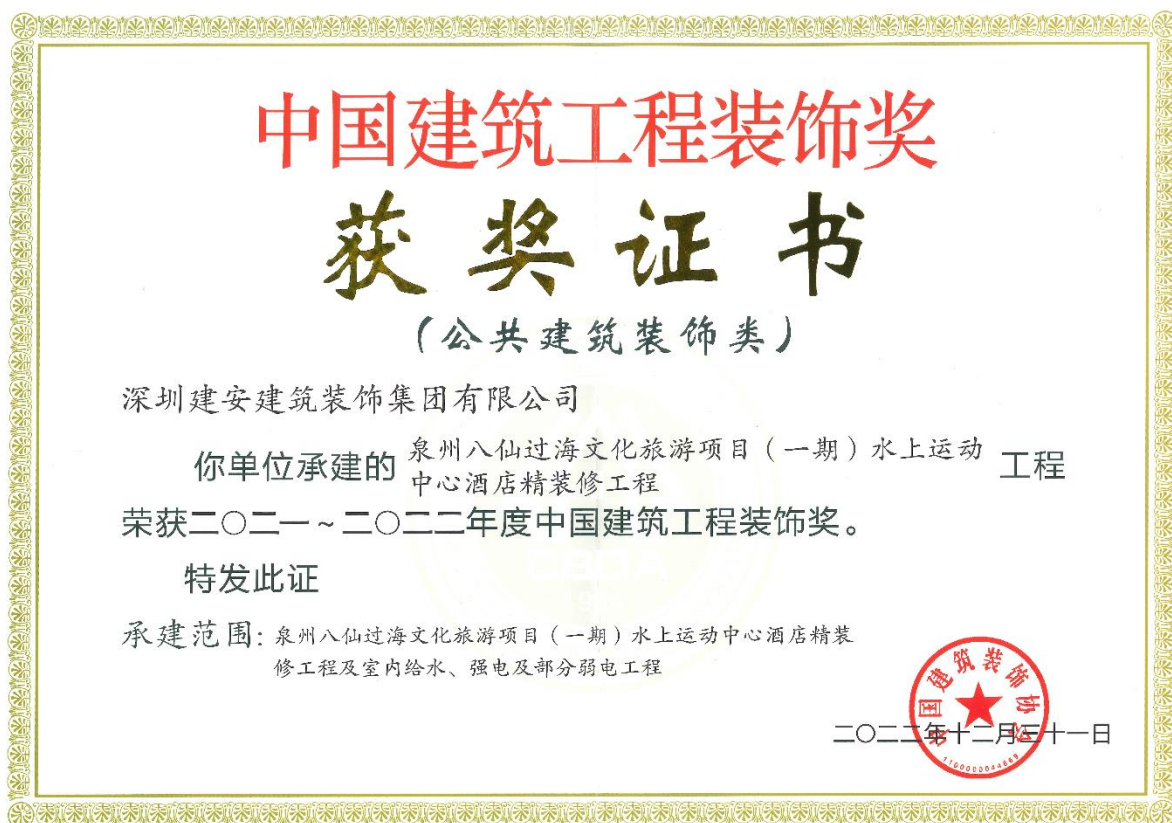 中国建筑工程装饰奖
获奖证书
（公共建筑装饰类）
深圳建安建筑装饰集团有限公司
你单位承建的 泉州八仙过海文化旅游项目（一期）水上运动
中心酒店精装修工程 工程
荣获二〇二一～二〇二二年度中国建筑工程装饰奖。
特发此证
CBDA
承建范围：泉州八仙过海文化旅游项目（一期）水上运动中心酒店精装
修工程及室内给水、强电及部分弱电工程
中国建筑装饰协会
二〇二二年十二月三十一日